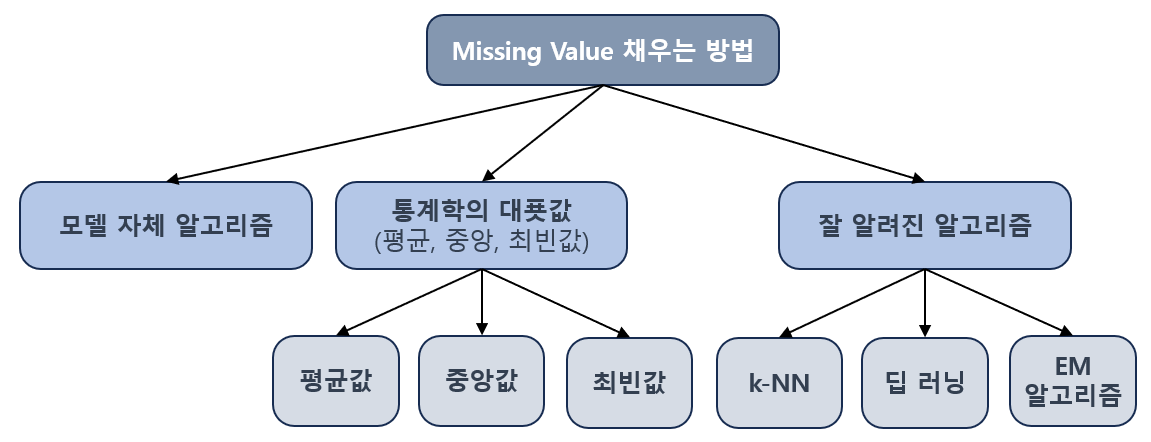 Missing Value 채우는 방법
모델 자체 알고리즘
통계학의 대푯값
(평균, 중앙, 최빈값)
잘 알려진 알고리즘
평균값
중앙값
최빈값
k-NN
딥 러닝
EM
알고리즘